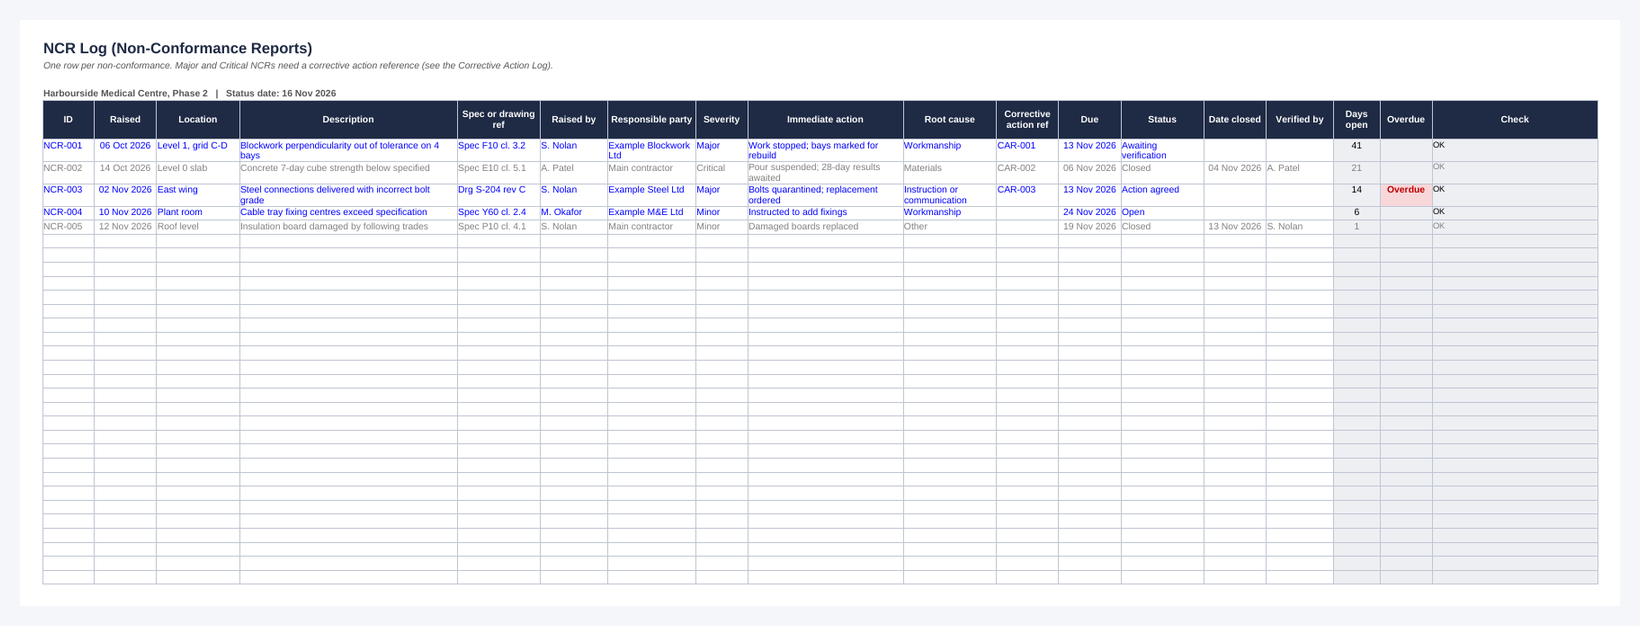 NCR Log (Non-Conformance Reports)
One row per non-conformance. Major and Critical NCRs need a corrective action reference (see the Corrective Action Log).
Harbourside Medical Centre, Phase 2 | Status date: 16 Nov 2026
ID Raised Location Description Spec or drawing ref Raised by Responsible party Severity Immediate action Root cause Corrective action ref Due Status Date closed Verified by Days open Overdue Check
NCR-001 06 Oct 2026 Level 1, grid C-D Blockwork perpendicularity out of tolerance on 4 bays Spec F10 cl. 3.2 S. Nolan Example Blockwork Ltd Major Work stopped; bays marked for rebuild Workmanship CAR-001 13 Nov 2026 Awaiting verification 41 OK
NCR-002 14 Oct 2026 Level 0 slab Concrete 7-day cube strength below specified Spec E10 cl. 5.1 A. Patel Main contractor Critical Pour suspended; 28-day results awaited Materials CAR-002 06 Nov 2026 Closed 04 Nov 2026 A. Patel 21 OK
NCR-003 02 Nov 2026 East wing Steel connections delivered with incorrect bolt grade Drg S-204 rev C S. Nolan Example Steel Ltd Major Bolts quarantined; replacement ordered Instruction or communication CAR-003 13 Nov 2026 Action agreed 14 Overdue OK
NCR-004 10 Nov 2026 Plant room Cable tray fixing centres exceed specification Spec Y60 cl. 2.4 M. Okafor Example M&E Ltd Minor Instructed to add fixings Workmanship 24 Nov 2026 Open 6 OK
NCR-005 12 Nov 2026 Roof level Insulation board damaged by following trades Spec P10 cl. 4.1 S. Nolan Main contractor Minor Damaged boards replaced Other 19 Nov 2026 Closed 13 Nov 2026 S. Nolan 1 OK